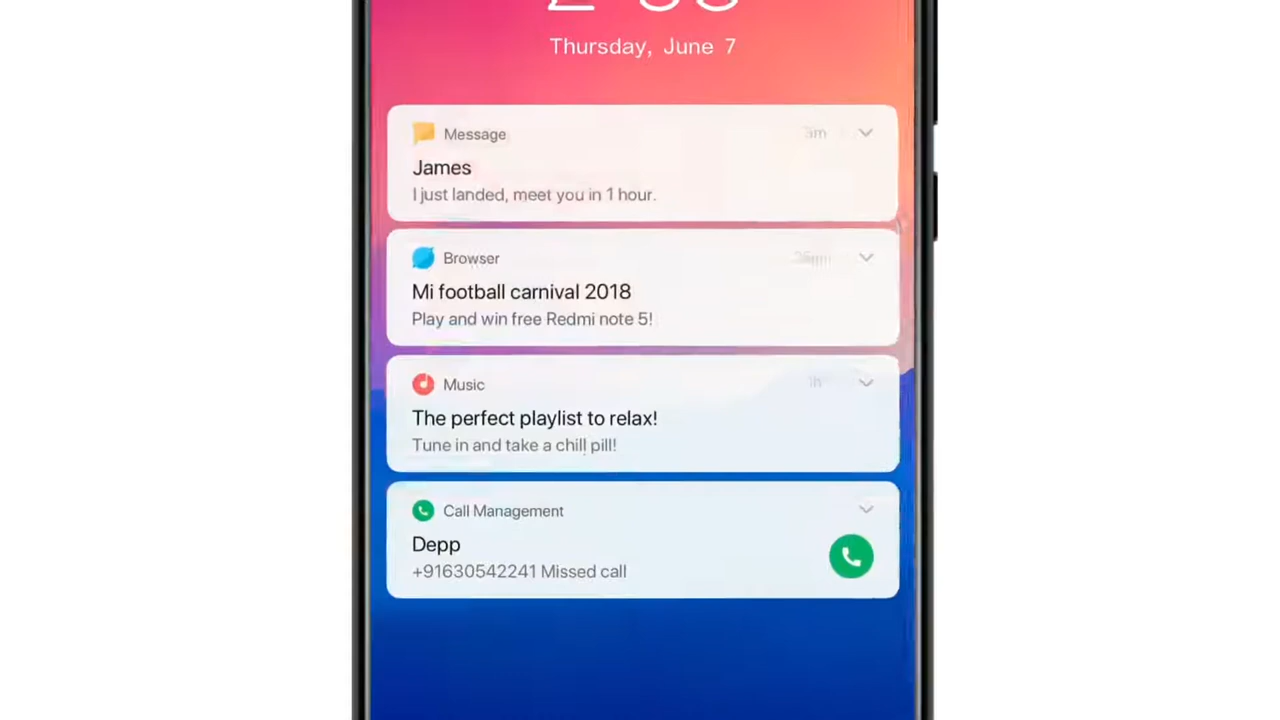 Thursday, June 7
Message 3m
James
I just landed, meet you in 1 hour.
Browser
Mi football carnival 2018
Play and win free Redmi note 5!
Music 1h
The perfect playlist to relax!
Tune in and take a chill pill!
Call Management
Depp
+91630542241 Missed call